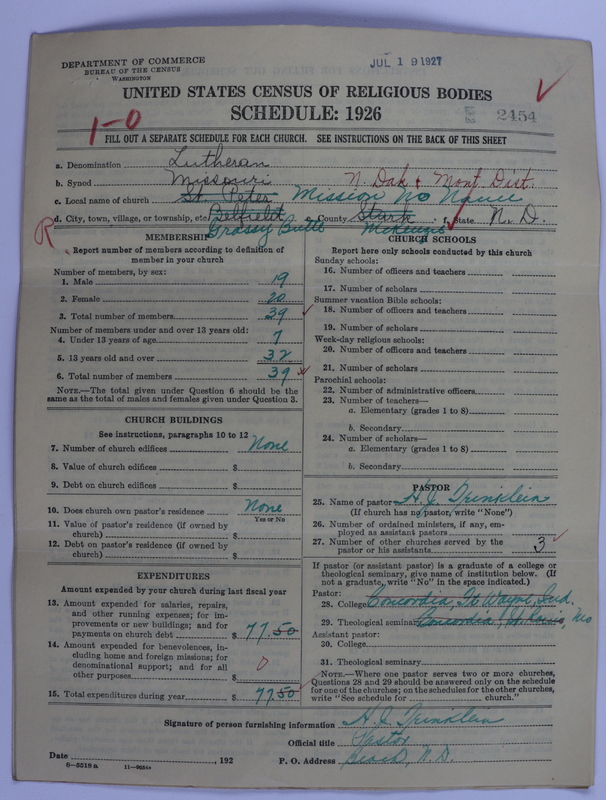 DEPARTMENT OF COMMERCE
BUREAU OF THE CENSUS
WASHINGTON
JUL 19 1927
UNITED STATES CENSUS OF RELIGIOUS BODIES
SCHEDULE: 1926
2454
1-0
FILL OUT A SEPARATE SCHEDULE FOR EACH CHURCH. SEE INSTRUCTIONS ON THE BACK OF THIS SHEET
a. Denomination Lutheran
b. Synod Missouri N. Dak & Mont. Dist.
c. Local name of church St. Peter Mission No Name
d. City, town, village, or township, etc. Belfield e. County Stark f. State N. D.
R Grassy Butte McKenzie
MEMBERSHIP
Report number of members according to definition of
member in your church
Number of members, by sex:
1. Male 19
2. Female 20
3. Total number of members 39
Number of members under and over 13 years old:
4. Under 13 years of age 7
5. 13 years old and over 32
6. Total number of members 39
NOTE.—The total given under Question 6 should be
same as the total of males and females given under Question 3.
CHURCH BUILDINGS
See instructions, paragraphs 10 to 12
7. Number of church edifices None
8. Value of church edifices $
9. Debt on church edifices $
10. Does church own pastor's residence None
Yes or No
11. Value of pastor's residence (if owned by
church) $
12. Debt on pastor's residence (if owned by
church) $
EXPENDITURES
Amount expended by your church during last fiscal year
13. Amount expended for salaries, repairs,
and other running expenses; for im-
provements or new buildings; and for
payments on church debt $ 77.50
14. Amount expended for benevolences, in-
cluding home and foreign missions; for
denominational support; and for all
other purposes $ 0
15. Total expenditures during year $ 77.50
CHURCH SCHOOLS
Report here only schools conducted by this church
Sunday schools:
16. Number of officers and teachers
17. Number of scholars
Summer vacation Bible schools:
18. Number of officers and teachers
19. Number of scholars
Week-day religious schools:
20. Number of officers and teachers
21. Number of scholars
Parochial schools:
22. Number of administrative officers
23. Number of teachers—
a. Elementary (grades 1 to 8)
b. Secondary
24. Number of scholars—
a. Elementary (grades 1 to 8)
b. Secondary
PASTOR
25. Name of pastor H. J.
(If church has no pastor, write "None")
26. Number of ordained ministers, if any, em-
ployed as assistant pastors
27. Number of other churches served by the
pastor or his assistants 3
If pastor (or assistant pastor) is a graduate of a college or
theological seminary, give name of institution below. (If
not a graduate, write "No" in the space indicated.)
Pastor:
28. College Concordia, Ft. Wayne, Ind.
29. Theological seminary Concordia, St. Louis, Mo
Assistant pastor:
30. College
31. Theological seminary
NOTE.—Where one pastor serves two or more churches,
Questions 28 and 29 should be answered only on the schedule
for one of the churches; on the schedules for the other churches,
write "See schedule for church."
Signature of person furnishing information H. J.
Official title Pastor
Date , 192 P. O. Address Beach, N. D.